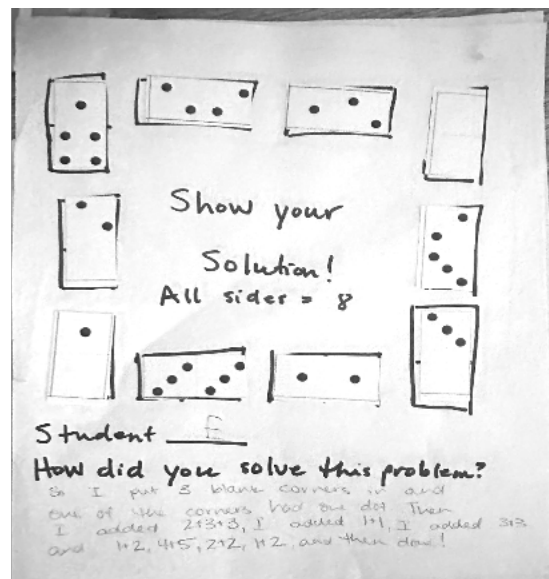 Show your
Solution!
All sides = 8
Student E
How did you solve this problem?
So I put 3 blank corners in and
one of the corners had one dot. Then
I added 2+3+3, I added 1+1, I added 3+3
and 1+2, 4+5, 2+2, 1+2, and then done!